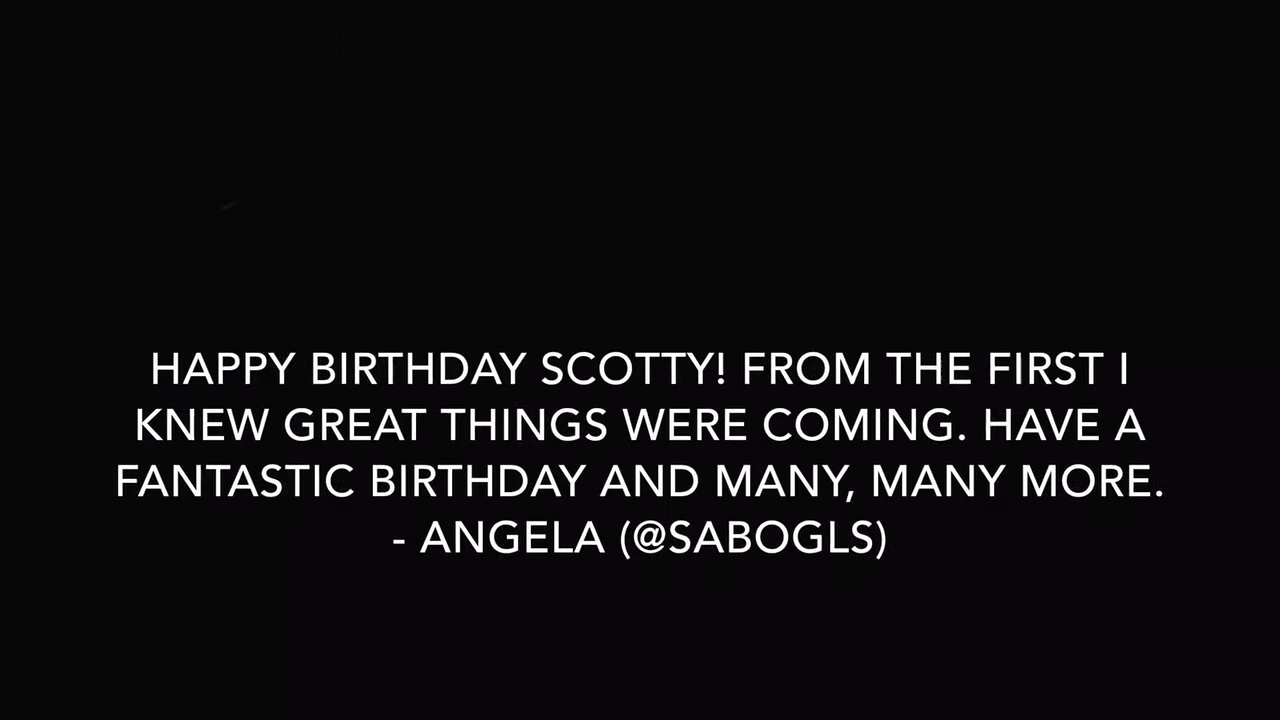 HAPPY BIRTHDAY SCOTTY! FROM THE FIRST I
KNEW GREAT THINGS WERE COMING. HAVE A
FANTASTIC BIRTHDAY AND MANY, MANY MORE.
- ANGELA (@SABOGLS)